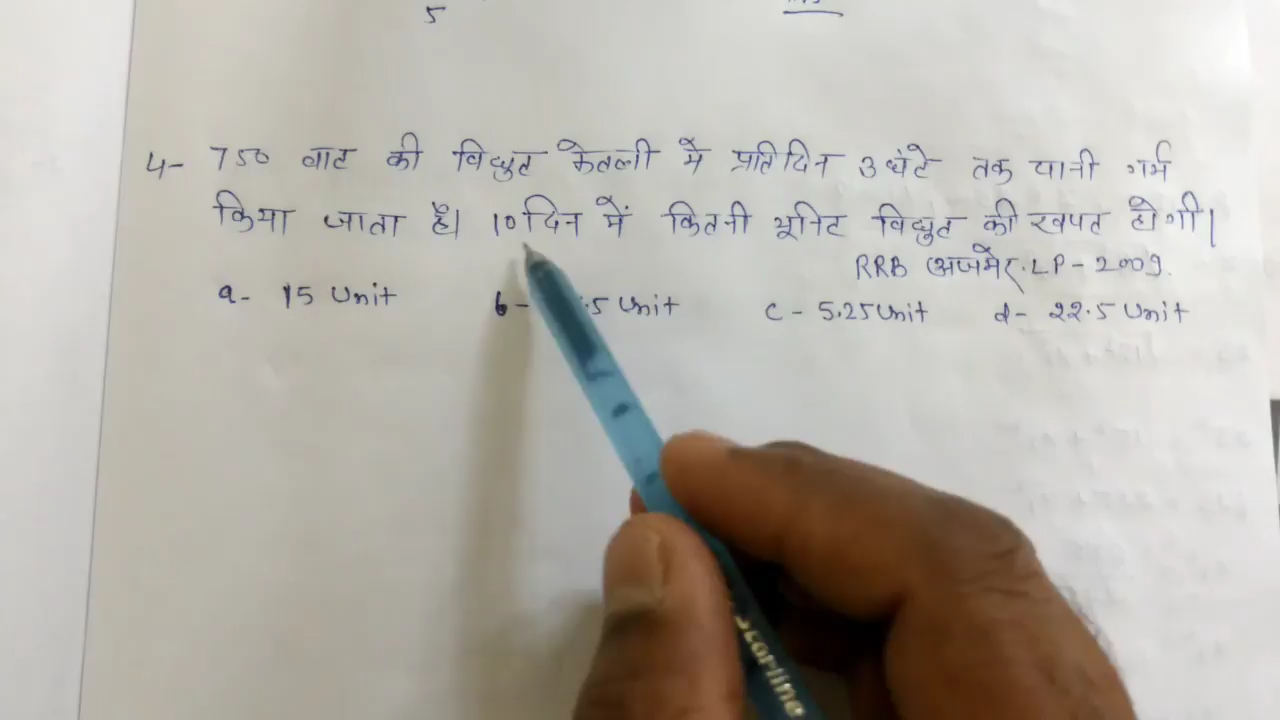 5
4- 750 वाट की विद्युत केतली में प्रतिदिन 3 घंटे तक पानी गर्म
किया जाता है। 10 दिन में कितनी यूनिट विद्युत की खपत होगी।
RRB अजमेर. LP - 2009.
a- 15 Unit b- .5 Unit c - 5.25 Unit d- 22.5 Unit
starline